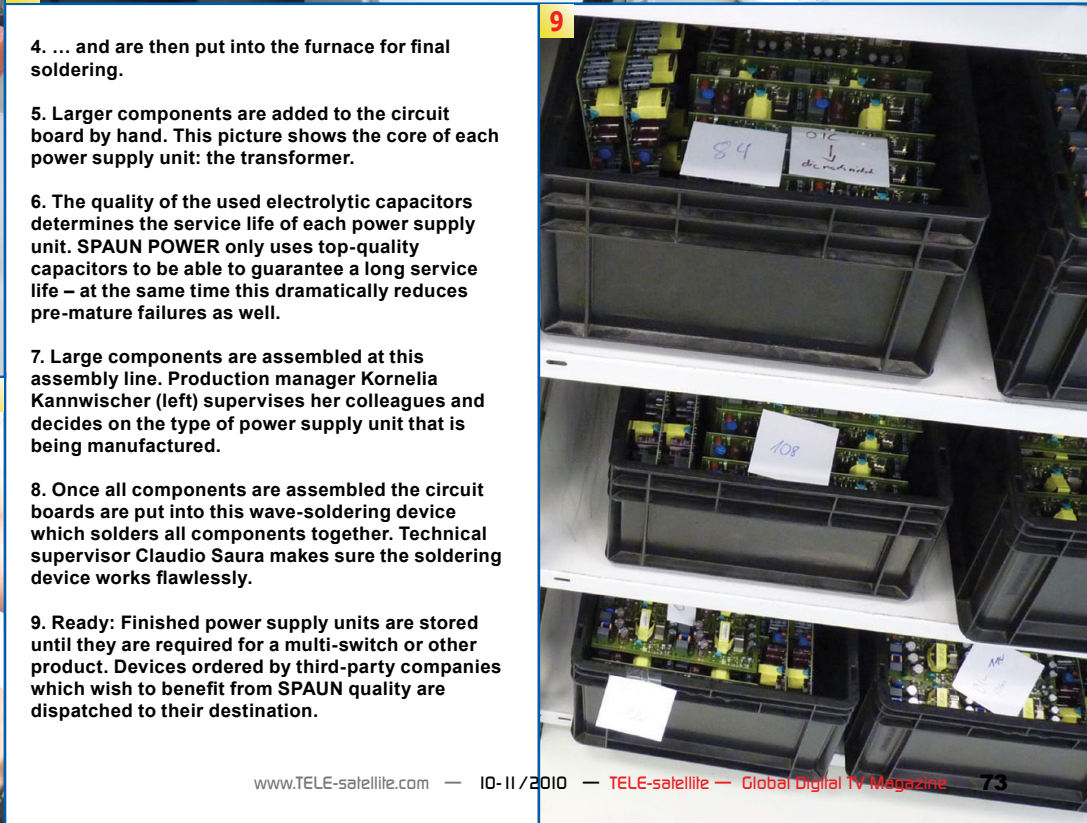 4. … and are then put into the furnace for final
soldering.
5. Larger components are added to the circuit
board by hand. This picture shows the core of each
power supply unit: the transformer.
6. The quality of the used electrolytic capacitors
determines the service life of each power supply
unit. SPAUN POWER only uses top-quality
capacitors to be able to guarantee a long service
life – at the same time this dramatically reduces
pre-mature failures as well.
7. Large components are assembled at this
assembly line. Production manager Kornelia
Kannwischer (left) supervises her colleagues and
decides on the type of power supply unit that is
being manufactured.
8. Once all components are assembled the circuit
boards are put into this wave-soldering device
which solders all components together. Technical
supervisor Claudio Saura makes sure the soldering
device works flawlessly.
9. Ready: Finished power supply units are stored
until they are required for a multi-switch or other
product. Devices ordered by third-party companies
which wish to benefit from SPAUN quality are
dispatched to their destination.
9
84
108
www.TELE-satellite.com — 10-11/2010 — TELE-satellite — Global Digital TV Magazine 73